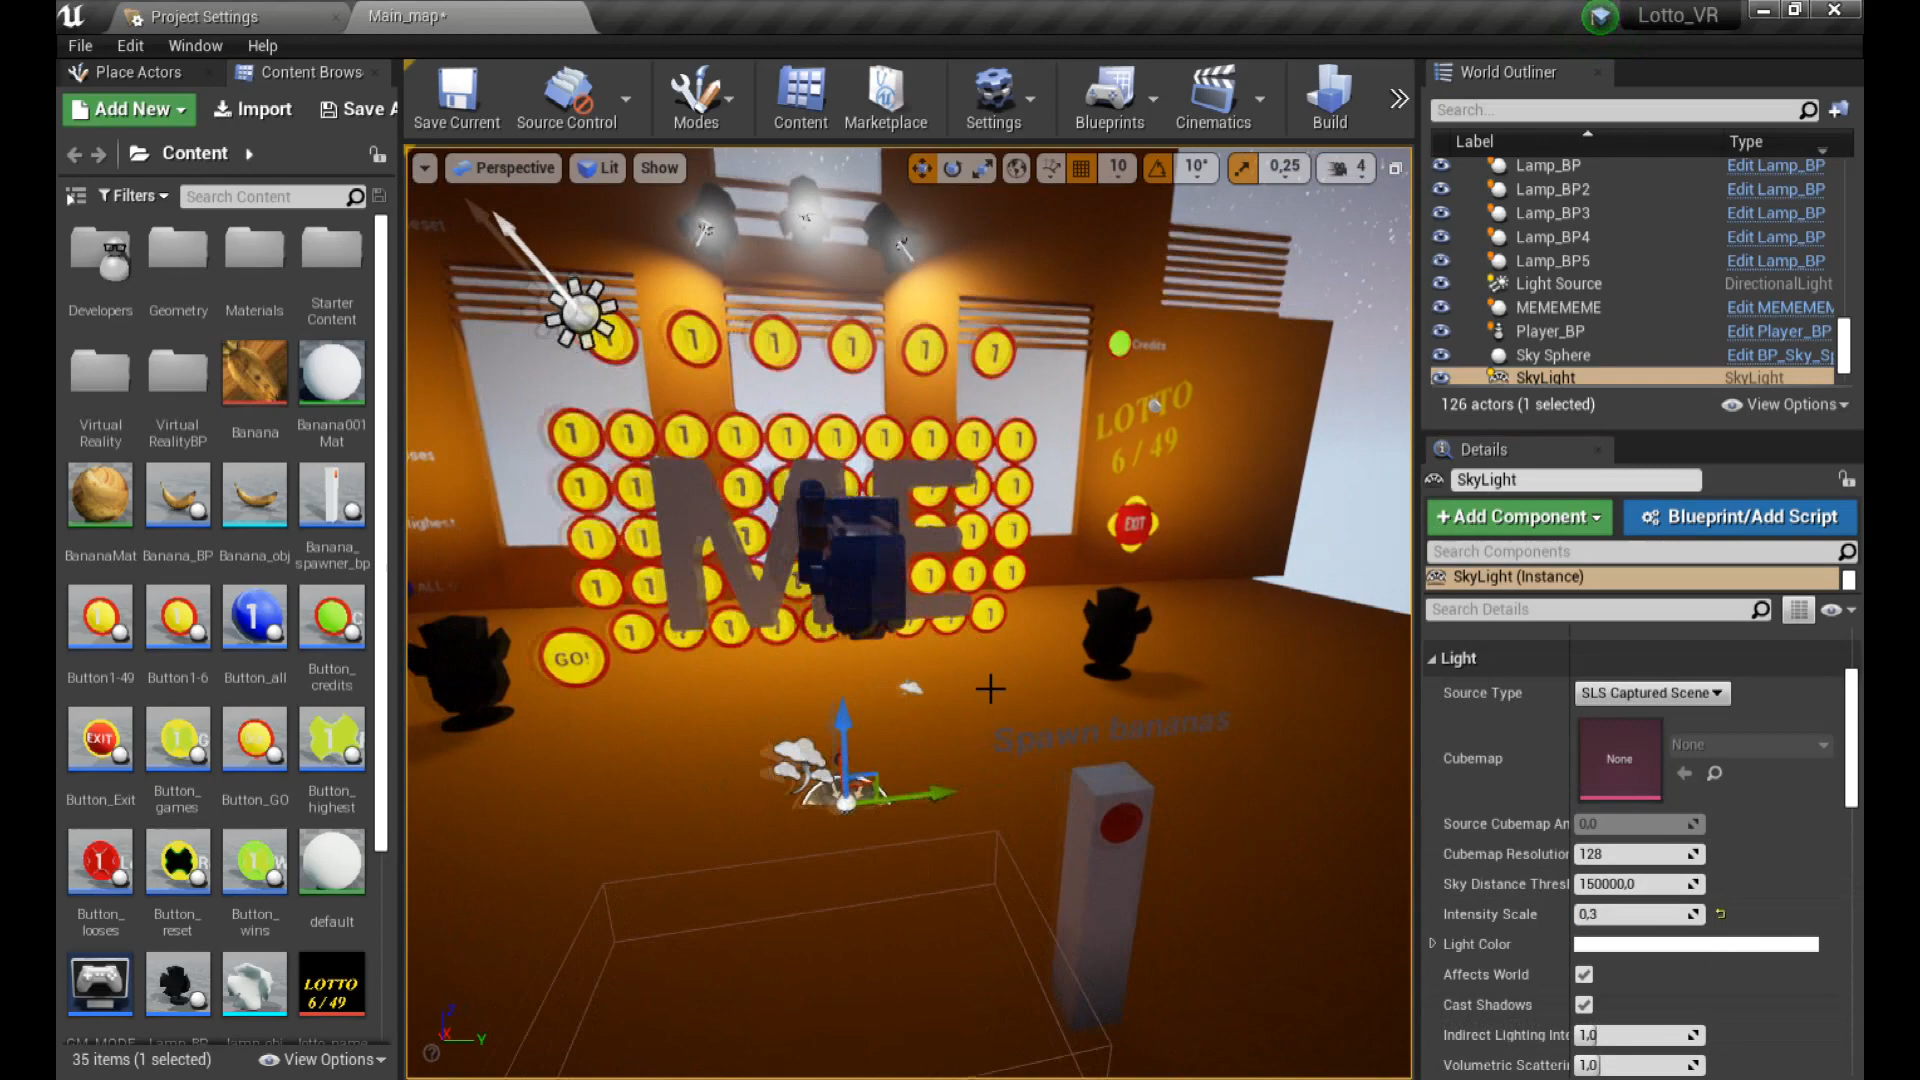 Project Settings
Main_map*
Lotto_VR
File Edit Window Help
Place Actors
Content Brows
Add New
Import
Save A
Content
Filters
Search Content
Developers
Geometry
Materials
Starter Content
Virtual Reality
Virtual RealityBP
Banana
Banana001 Mat
BananaMat
Banana_BP
Banana_obj
Banana_ spawner_bp
Button1-49
Button1-6
Button_all
Button_ credits
Button_Exit
Button_ games
Button_GO
Button_ highest
Button_ looses
Button_ reset
Button_ wins
default
LOTTO
6/49
35 items (1 selected)
View Options
Save Current
Source Control
Modes
Content
Marketplace
Settings
Blueprints
Cinematics
Build
Perspective
Lit
Show
10
10°
0,25
4
Credits
LOTTO
6/49
EXIT
ME
GO!
Spawn bananas
World Outliner
Search...
Label
Type
Lamp_BP Edit Lamp_BP
Lamp_BP2 Edit Lamp_BP
Lamp_BP3 Edit Lamp_BP
Lamp_BP4 Edit Lamp_BP
Lamp_BP5 Edit Lamp_BP
Light Source DirectionalLight
MEMEMEME Edit MEMEMEM
Player_BP Edit Player_BP
Sky Sphere Edit BP_Sky_Sp
SkyLight SkyLight
126 actors (1 selected)
View Options
Details
SkyLight
+Add Component
Blueprint/Add Script
Search Components
SkyLight (Instance)
Search Details
Light
Source Type SLS Captured Scene
Cubemap None None
Source Cubemap An 0,0
Cubemap Resolution 128
Sky Distance Thresl 150000,0
Intensity Scale 0,3
Light Color
Affects World
Cast Shadows
Indirect Lighting Inte 1,0
Volumetric Scatteri 1,0